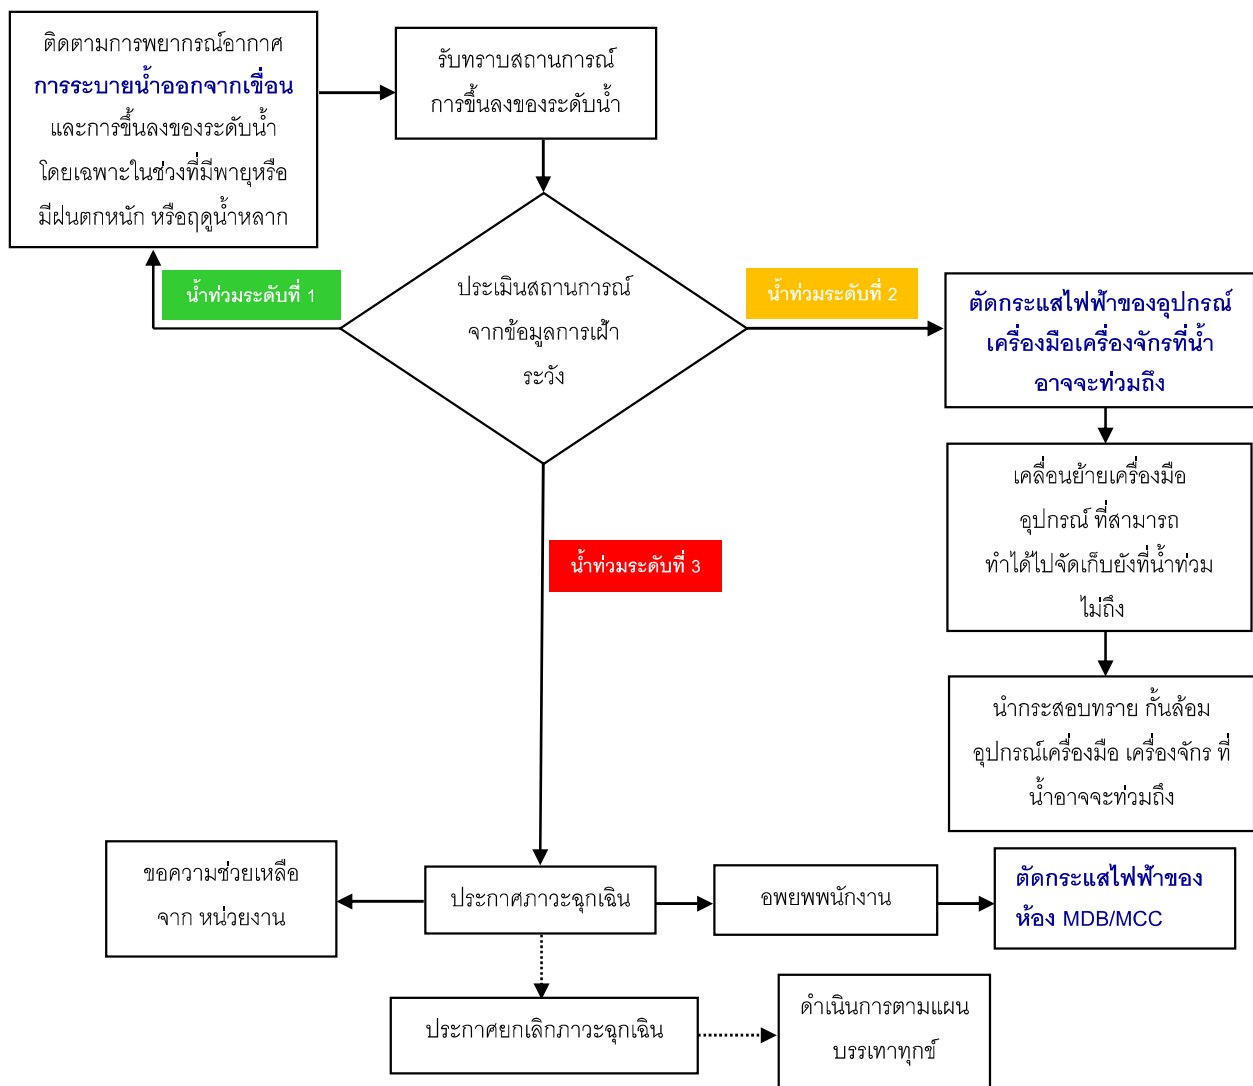 ติดตามการพยากรณ์อากาศ
การระบายน้ำออกจากเขื่อน
และการขึ้นลงของระดับน้ำ
โดยเฉพาะในช่วงที่มีพายุหรือ
มีฝนตกหนัก หรือฤดูน้ำหลาก
รับทราบสถานการณ์
การขึ้นลงของระดับน้ำ
น้ำท่วมระดับที่ 1
ประเมินสถานการณ์
จากข้อมูลการเฝ้า
ระวัง
น้ำท่วมระดับที่ 2
ตัดกระแสไฟฟ้าของอุปกรณ์
เครื่องมือเครื่องจักรที่น้ำ
อาจจะท่วมถึง
เคลื่อนย้ายเครื่องมือ
อุปกรณ์ ที่สามารถ
ทำได้ไปจัดเก็บยังที่น้ำท่วม
ไม่ถึง
นำกระสอบทราย กั้นล้อม
อุปกรณ์เครื่องมือ เครื่องจักร ที่
น้ำอาจจะท่วมถึง
น้ำท่วมระดับที่ 3
ขอความช่วยเหลือ
จาก หน่วยงาน
ประกาศภาวะฉุกเฉิน
อพยพพนักงาน
ตัดกระแสไฟฟ้าของ
ห้อง MDB/MCC
ประกาศยกเลิกภาวะฉุกเฉิน
ดำเนินการตามแผน
บรรเทาทุกข์